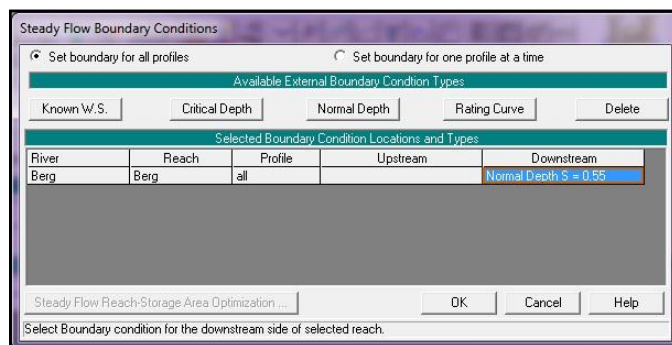 Steady Flow Boundary Conditions
Set boundary for all profiles Set boundary for one profile at a time
Available External Boundary Condtion Types
Known W.S. Critical Depth Normal Depth Rating Curve Delete
Selected Boundary Condition Locations and Types
River Reach Profile Upstream Downstream
Berg Berg all Normal Depth S = 0.55
Steady Flow Reach-Storage Area Optimization ... OK Cancel Help
Select Boundary condition for the downstream side of selected reach.